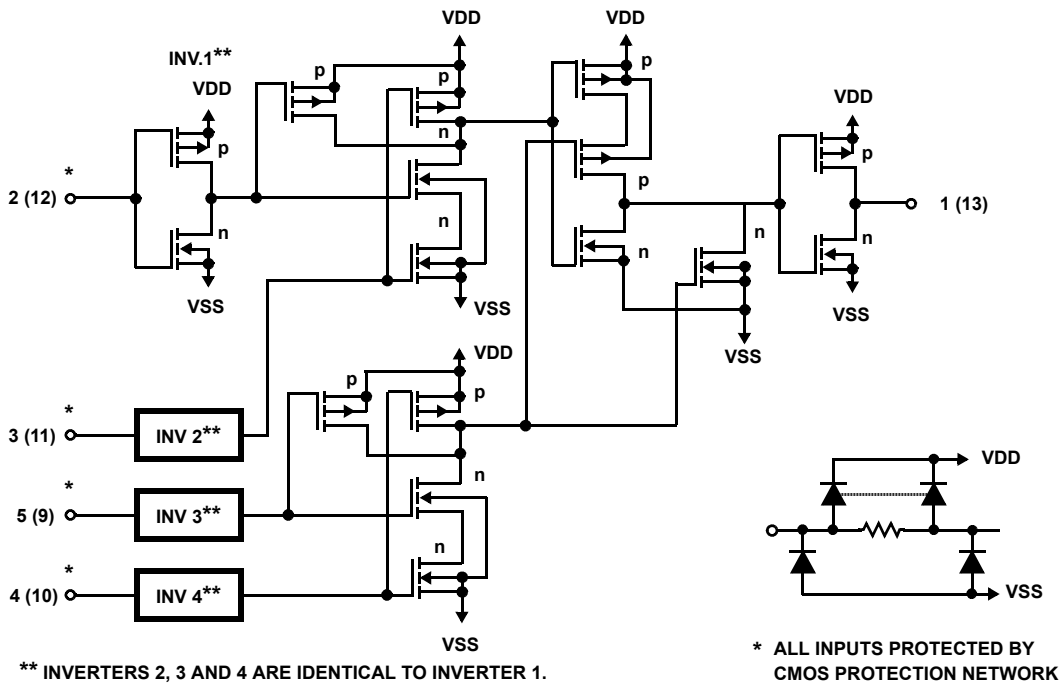 VDD
VDD
INV.1**
p
p
p
VDD
VDD
p
n
p
*
p
2 (12)
1 (13)
n
n
n
n
n
VSS
VSS
VSS
VDD
VSS
p
*
p
3 (11)
INV 2**
*
n
VDD
5 (9)
INV 3**
n
*
4 (10)
INV 4**
VSS
VSS
** INVERTERS 2, 3 AND 4 ARE IDENTICAL TO INVERTER 1.
* ALL INPUTS PROTECTED BY
CMOS PROTECTION NETWORK